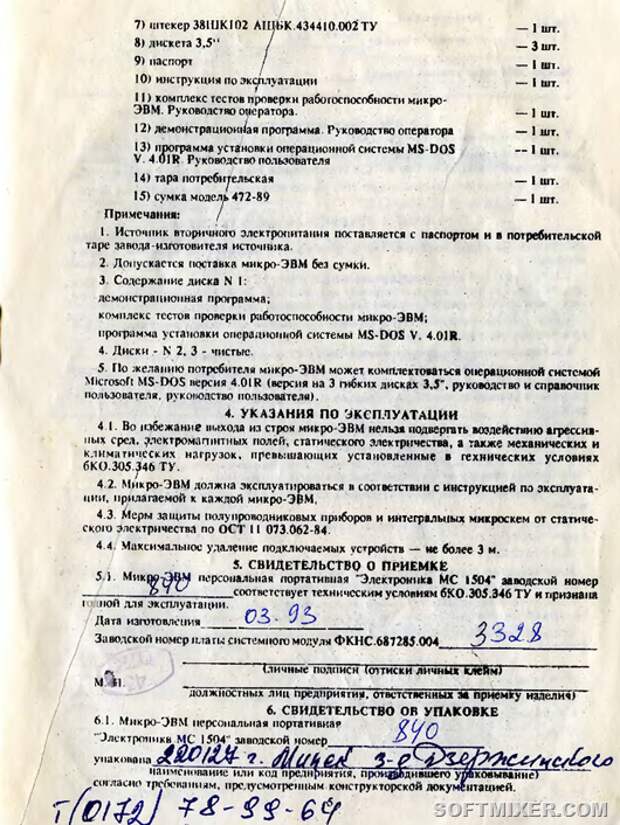 7) штекер 381ЦК102 АЦЫК.434410.002 ТУ — 1 шт.
8) дискета 3,5" — 3 шт.
9) паспорт — 1 шт.
10) инструкция по эксплуатации — 1 шт.
11) комплекс тестов проверки работоспособности микро-
ЭВМ. Руководство оператора. — 1 шт.
12) демонстрационная программа. Руководство оператора — 1 шт.
13) программа установки операционной системы MS-DOS -- 1 шт.
V. 4.01R. Руководство пользователя
14) тара потребительская — 1 шт.
15) сумка модель 472-89 — 1 шт.
Примечания:
1. Источник вторичного электропитания поставляется с паспортом и в потребительской
таре завода-изготовителя источника.
2. Допускается поставка микро-ЭВМ без сумки.
3. Содержание диска N 1:
демонстрационная программа;
комплекс тестов проверки работоспособности микро-ЭВМ;
программа установки операционной системы MS-DOS V. 4.01R.
4. Диски - N 2, 3 - чистые.
5. По желанию потребителя микро-ЭВМ может комплектоваться операционной системой
Microsoft MS-DOS версия 4.01R (версия на 3 гибких дисках 3,5", руководство и справочник
пользователя, руководство пользователя).
4. УКАЗАНИЯ ПО ЭКСПЛУАТАЦИИ
4.1. Во избежание выхода из строя микро-ЭВМ нельзя подвергать воздействию агрессив-
ных сред, электромагнитных полей, статического электричества, а также механических и
климатических нагрузок, превышающих установленные в технических условиях
6КО.305.346 ТУ.
4.2. Микро-ЭВМ должна эксплуатироваться в соответствии с инструкцией по эксплуата-
ции, прилагаемой к каждой микро-ЭВМ.
4.3. Меры защиты полупроводниковых приборов и интегральных микросхем от статиче-
ского электричества по ОСТ 11 073.062-84.
4.4. Максимальное удаление подключаемых устройств — не более 3 м.
5. СВИДЕТЕЛЬСТВО О ПРИЕМКЕ
5.1. Микро-ЭВМ персональная портативная "Электроника МС 1504" заводской номер
840 соответствует техническим условиям 6КО.305.346 ТУ и признана
годной для эксплуатации.
Дата изготовления 03.93
Заводской номер платы системного модуля ФКНС.687285.004 3328
(личные подписи (оттиски личных клейм)
М.П.
должностных лиц предприятия, ответственных за приемку изделия)
6. СВИДЕТЕЛЬСТВО ОБ УПАКОВКЕ
6.1. Микро-ЭВМ персональная портативная
"Электроника МС 1504" заводской номер 840
упакована 220127 г. Минск з-д Дзержинского
наименование или код предприятия, производившего упаковывание)
согласно требованиям, предусмотренным конструкторской документацией.
т(0172) 78-99-64
SOFTMIXER.COM